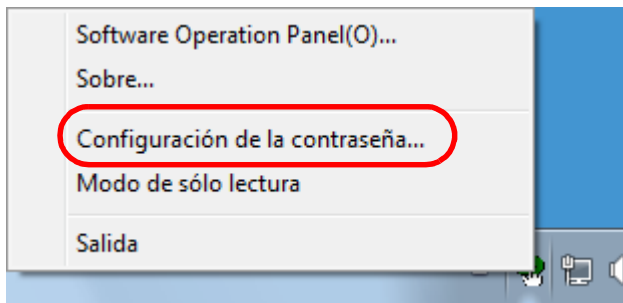 Software Operation Panel(O)...
Sobre...
Configuración de la contraseña...
Modo de sólo lectura
Salida